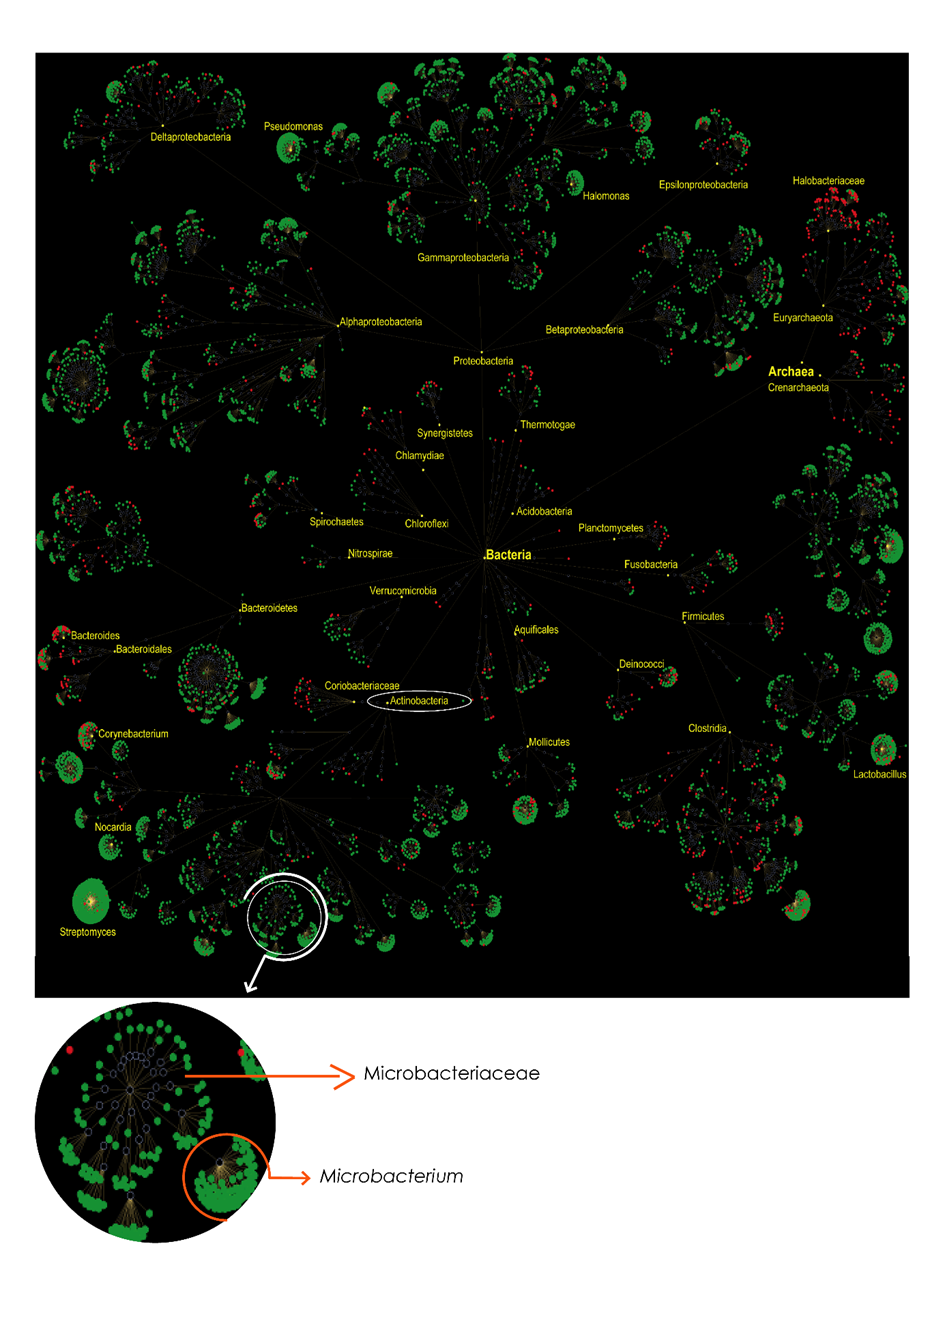 Deltaproteobacteria
Pseudomonas
Halomonas
Epsilonproteobacteria
Halobacteriaceae
Gammaproteobacteria
Alphaproteobacteria
Betaproteobacteria
Euryarchaeota
Proteobacteria
Archaea
Crenarchaeota
Synergistetes
Thermotogae
Chlamydiae
Acidobacteria
Spirochaetes
Chloroflexi
Planctomycetes
Nitrospirae
Bacteria
Fusobacteria
Verrucomicrobia
Bacteroidetes
Firmicutes
Aquificales
Bacteroides
Bacteroidales
Deinococci
Coriobacteriaceae
Actinobacteria
Corynebacterium
Clostridia
Mollicutes
Lactobacillus
Nocardia
Streptomyces
Microbacteriaceae
Microbacterium